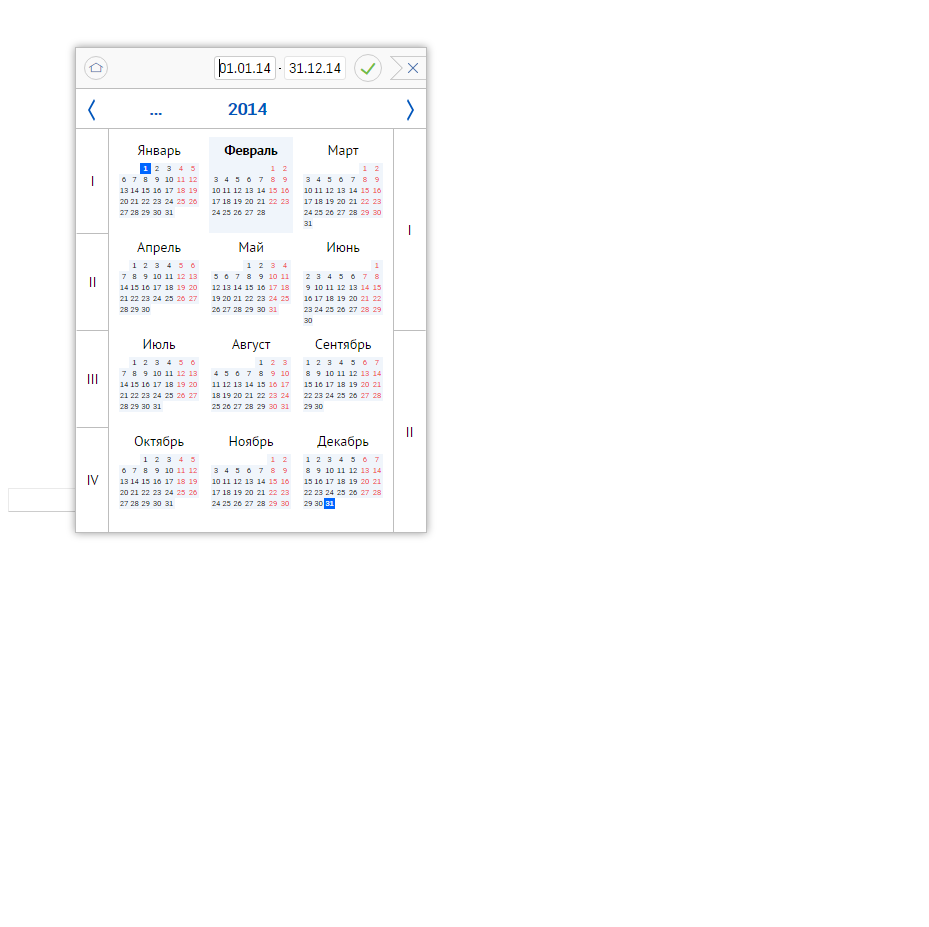 01.01.14 - 31.12.14
... 2014
I
Январь
1 2 3 4 5
6 7 8 9 10 11 12
13 14 15 16 17 18 19
20 21 22 23 24 25 26
27 28 29 30 31
Февраль
1 2
3 4 5 6 7 8 9
10 11 12 13 14 15 16
17 18 19 20 21 22 23
24 25 26 27 28
Март
1 2
3 4 5 6 7 8 9
10 11 12 13 14 15 16
17 18 19 20 21 22 23
24 25 26 27 28 29 30
31
I
II
Апрель
1 2 3 4 5 6
7 8 9 10 11 12 13
14 15 16 17 18 19 20
21 22 23 24 25 26 27
28 29 30
Май
1 2 3 4
5 6 7 8 9 10 11
12 13 14 15 16 17 18
19 20 21 22 23 24 25
26 27 28 29 30 31
Июнь
1
2 3 4 5 6 7 8
9 10 11 12 13 14 15
16 17 18 19 20 21 22
23 24 25 26 27 28 29
30
III
Июль
1 2 3 4 5 6
7 8 9 10 11 12 13
14 15 16 17 18 19 20
21 22 23 24 25 26 27
28 29 30 31
Август
1 2 3
4 5 6 7 8 9 10
11 12 13 14 15 16 17
18 19 20 21 22 23 24
25 26 27 28 29 30 31
Сентябрь
1 2 3 4 5 6 7
8 9 10 11 12 13 14
15 16 17 18 19 20 21
22 23 24 25 26 27 28
29 30
II
IV
Октябрь
1 2 3 4 5
6 7 8 9 10 11 12
13 14 15 16 17 18 19
20 21 22 23 24 25 26
27 28 29 30 31
Ноябрь
1 2
3 4 5 6 7 8 9
10 11 12 13 14 15 16
17 18 19 20 21 22 23
24 25 26 27 28 29 30
Декабрь
1 2 3 4 5 6 7
8 9 10 11 12 13 14
15 16 17 18 19 20 21
22 23 24 25 26 27 28
29 30 31